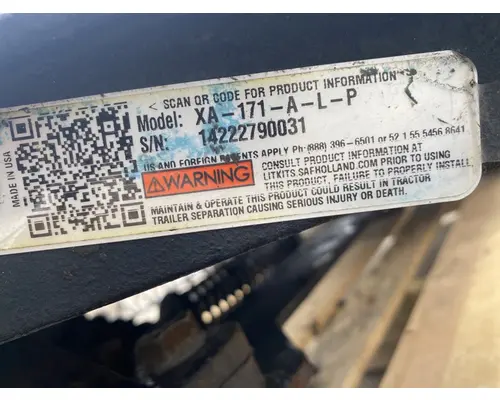 < SCAN QR CODE FOR PRODUCT INFORMATION
Model: XA-171-A-L-P
S/N: 14222790031
MADE IN USA
US AND FOREIGN PATENTS APPLY Ph:(888) 396-6501 or 52 1 55 5456 8641
WARNING
CONSULT PRODUCT INFORMATION AT
LITKITS.SAFHOLLAND.COM PRIOR TO USING
THIS PRODUCT. FAILURE TO PROPERLY INSTALL,
MAINTAIN & OPERATE THIS PRODUCT COULD RESULT IN TRACTOR
TRAILER SEPARATION CAUSING SERIOUS INJURY OR DEATH.